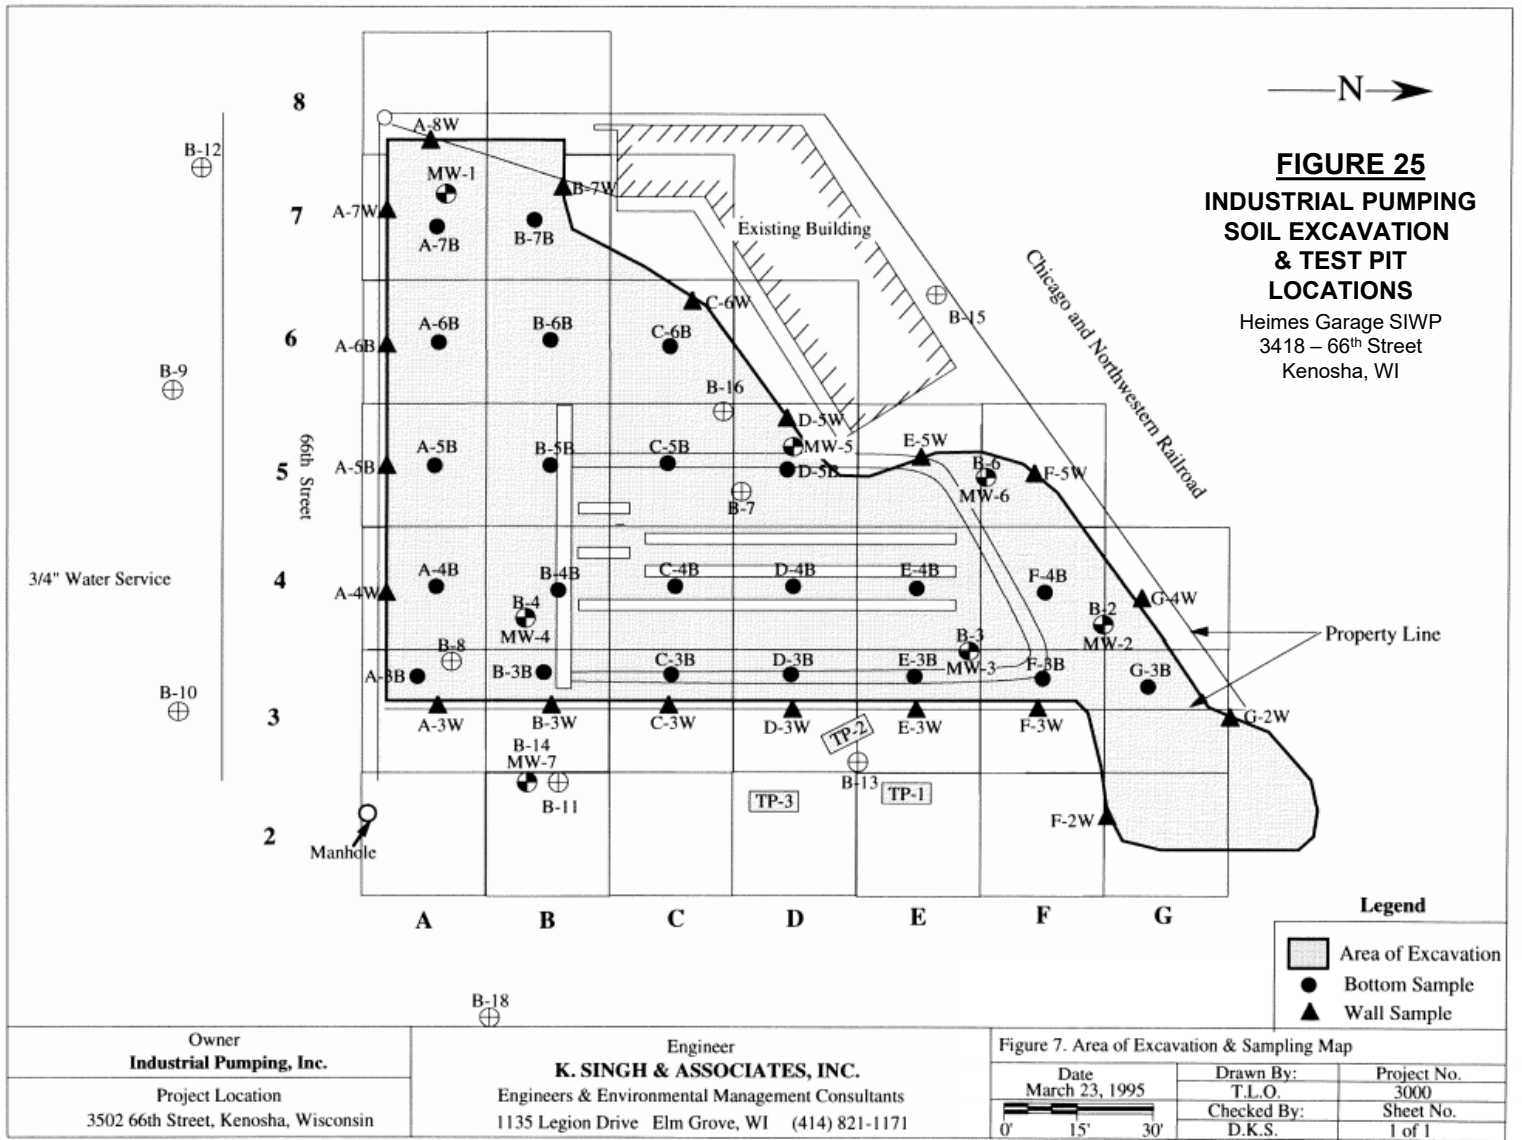 8
A-8W
B-12
MW-1
N
FIGURE 25
INDUSTRIAL PUMPING
SOIL EXCAVATION
& TEST PIT
LOCATIONS
Heimes Garage SIWP
3418 – 66th Street
Kenosha, WI
7
A-7W
B-7W
A-7B
B-7B
Existing Building
Chicago and Northwestern Railroad
C-6W
B-15
6
A-6B
A-6B
B-6B
C-6B
B-9
B-16
D-5W
MW-5
E-5W
5
66th Street
A-5B
A-5B
B-5B
C-5B
D-5B
B-6
MW-6
F-5W
B-7
3/4" Water Service
4
A-4W
A-4B
B-4B
C-4B
D-4B
E-4B
F-4B
G-4W
B-4
MW-4
B-2
MW-2
B-3
MW-3
Property Line
B-8
A-3B
B-3B
C-3B
D-3B
E-3B
F-3B
G-3B
B-10
3
A-3W
B-3W
C-3W
D-3W
TP-2
E-3W
F-3W
G-2W
B-14
MW-7
B-11
B-13
TP-3
TP-1
F-2W
2
Manhole
A
B
C
D
E
F
G
Legend
Area of Excavation
Bottom Sample
Wall Sample
B-18
Owner
Industrial Pumping, Inc.
Project Location
3502 66th Street, Kenosha, Wisconsin
Engineer
K. SINGH & ASSOCIATES, INC.
Engineers & Environmental Management Consultants
1135 Legion Drive Elm Grove, WI (414) 821-1171
Figure 7. Area of Excavation & Sampling Map
Date
March 23, 1995
Drawn By:
T.L.O.
Project No.
3000
0' 15' 30'
Checked By:
D.K.S.
Sheet No.
1 of 1